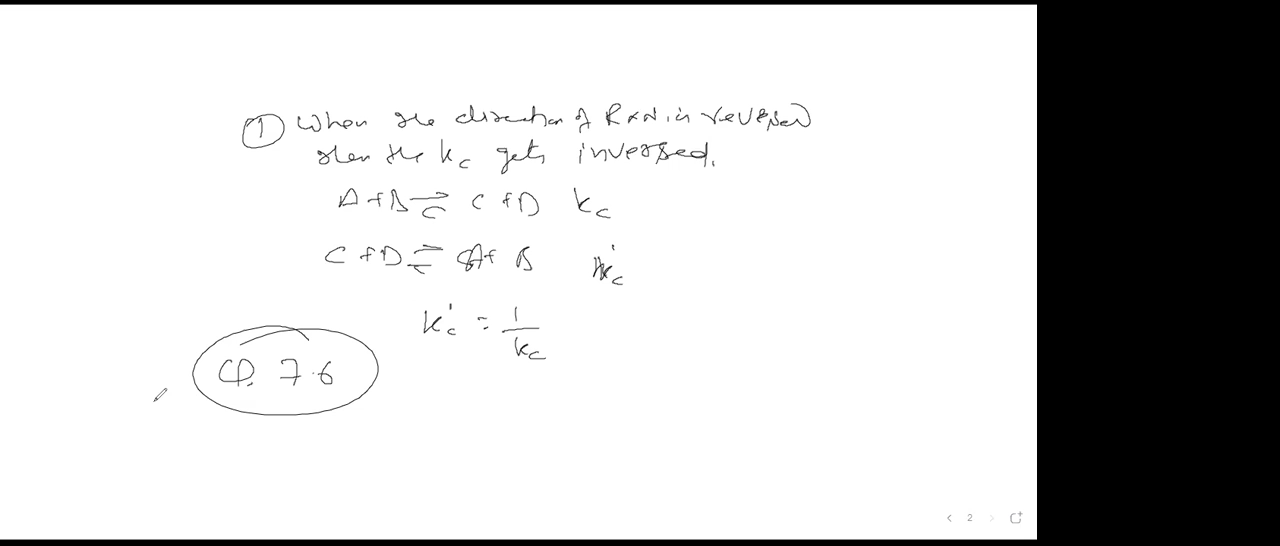 ① When the direction of RXN is reversed
then the Kc gets inversed.
A + B ⇌ C + D Kc
C + D ⇌ A + B K'c
K'c = 1/Kc
CP. 7.6
2